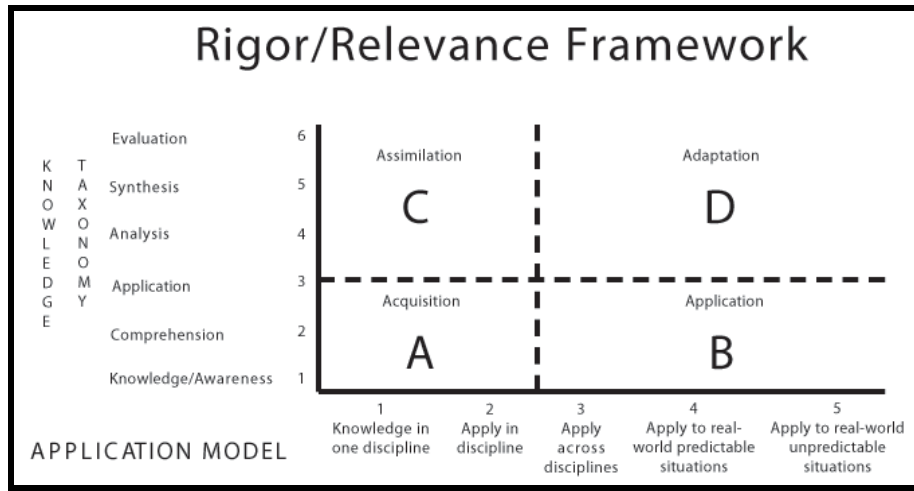 Rigor/Relevance Framework
KNOWLEDGE
TAXONOMY
Evaluation 6
Synthesis 5
Analysis 4
Application 3
Comprehension 2
Knowledge/Awareness 1
Assimilation
C
Adaptation
D
Acquisition
A
Application
B
1 2 3 4 5
Knowledge in
one discipline
Apply in
discipline
Apply
across
disciplines
Apply to real-
world predictable
situations
Apply to real-world
unpredictable
situations
APPLICATION MODEL